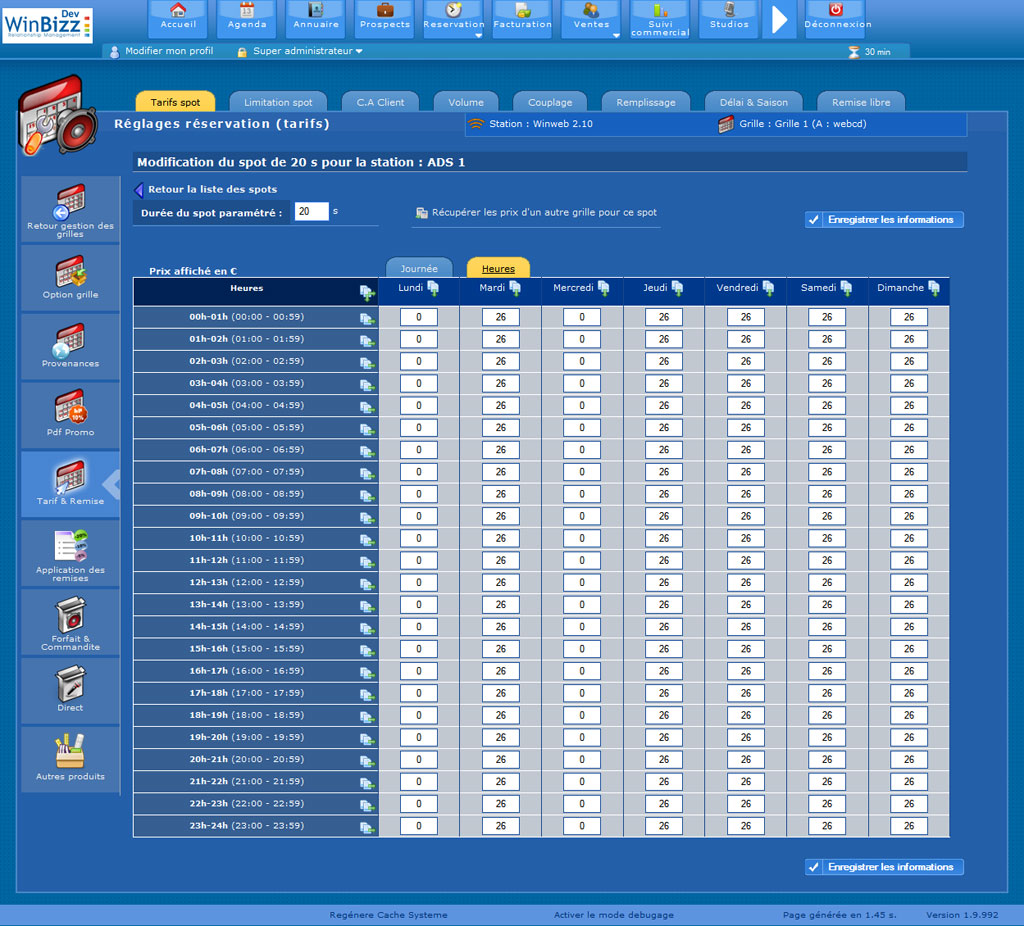 WinBizz Dev
Relationship Management
Accueil
Agenda
Annuaire
Prospects
Reservation
Facturation
Ventes
Suivi commercial
Studios
Déconnexion
Modifier mon profil
Super administrateur
30 min
Tarifs spot
Limitation spot
C.A Client
Volume
Couplage
Remplissage
Délai & Saison
Remise libre
Réglages réservation (tarifs)
Station : Winweb 2.10
Grille : Grille 1 (A : webcd)
Modification du spot de 20 s pour la station : ADS 1
Retour la liste des spots
Durée du spot paramétré : 20 s
Récupérer les prix d'un autre grille pour ce spot
Enregistrer les informations
Retour gestion des grilles
Option grille
Provenances
Pdf Promo
Tarif & Remise
Application des remises
Forfait & Commandite
Direct
Autres produits
Prix affiché en €
Journée
Heures
Heures Lundi Mardi Mercredi Jeudi Vendredi Samedi Dimanche
00h-01h (00:00 - 00:59) 0 26 0 26 26 26 26
01h-02h (01:00 - 01:59) 0 26 0 26 26 26 26
02h-03h (02:00 - 02:59) 0 26 0 26 26 26 26
03h-04h (03:00 - 03:59) 0 26 0 26 26 26 26
04h-05h (04:00 - 04:59) 0 26 0 26 26 26 26
05h-06h (05:00 - 05:59) 0 26 0 26 26 26 26
06h-07h (06:00 - 06:59) 0 26 0 26 26 26 26
07h-08h (07:00 - 07:59) 0 26 0 26 26 26 26
08h-09h (08:00 - 08:59) 0 26 0 26 26 26 26
09h-10h (09:00 - 09:59) 0 26 0 26 26 26 26
10h-11h (10:00 - 10:59) 0 26 0 26 26 26 26
11h-12h (11:00 - 11:59) 0 26 0 26 26 26 26
12h-13h (12:00 - 12:59) 0 26 0 26 26 26 26
13h-14h (13:00 - 13:59) 0 26 0 26 26 26 26
14h-15h (14:00 - 14:59) 0 26 0 26 26 26 26
15h-16h (15:00 - 15:59) 0 26 0 26 26 26 26
16h-17h (16:00 - 16:59) 0 26 0 26 26 26 26
17h-18h (17:00 - 17:59) 0 26 0 26 26 26 26
18h-19h (18:00 - 18:59) 0 26 0 26 26 26 26
19h-20h (19:00 - 19:59) 0 26 0 26 26 26 26
20h-21h (20:00 - 20:59) 0 26 0 26 26 26 26
21h-22h (21:00 - 21:59) 0 26 0 26 26 26 26
22h-23h (22:00 - 22:59) 0 26 0 26 26 26 26
23h-24h (23:00 - 23:59) 0 26 0 26 26 26 26
Enregistrer les informations
Regénere Cache Systeme
Activer le mode debugage
Page générée en 1.45 s.
Version 1.9.992